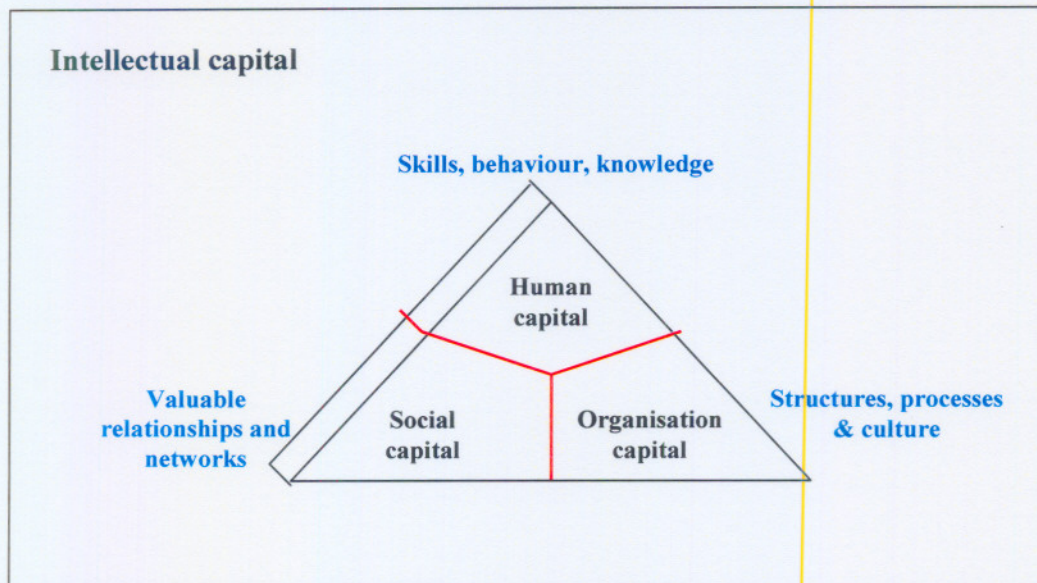 Intellectual capital
Skills, behaviour, knowledge
Human
capital
Valuable
relationships and
networks
Social
capital
Organisation
capital
Structures, processes
& culture